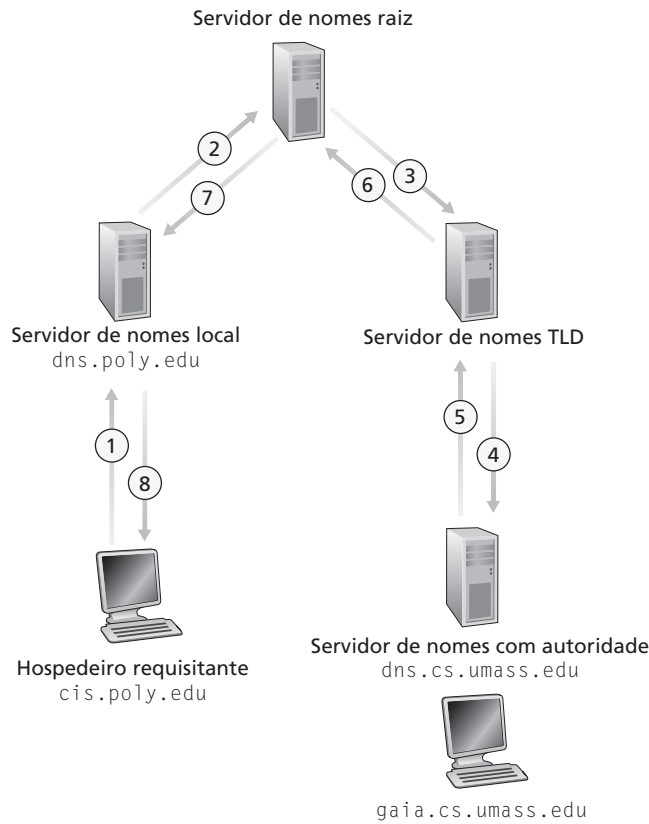 Servidor de nomes raiz
2
3
6
7
Servidor de nomes local
dns.poly.edu
Servidor de nomes TLD
1
8
5
4
Hospedeiro requisitante
cis.poly.edu
Servidor de nomes com autoridade
dns.cs.umass.edu
gaia.cs.umass.edu